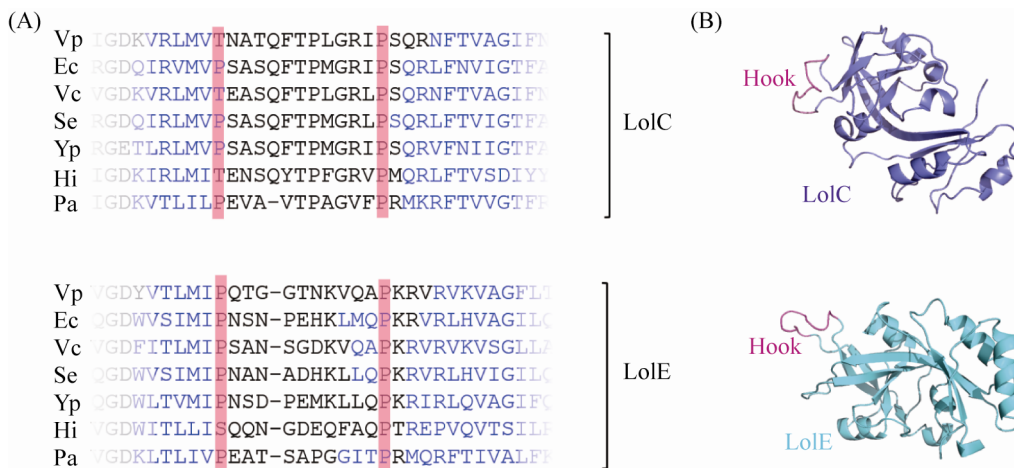 (A)
Vp IGDKVRLMVTNATQFTPLGRIPSQRNFTVAGIFN
Ec RGDQIRVMVPSASQFTPMGRIPSQRLFNVIGTFA
Vc VGDKVRLMVTEASQFTPLGRLPSQRNFTVAGIFN
Se RGDQIRLMVPSASQFTPMGRLPSQRLFTVIGTFA
Yp RGETLRLMVPSASQFTPMGRIPSQRVFNIIGTFA
Hi IGDKIRLMITENSQYTPFGRVPMQRLFTVSDIYY
Pa IGDKVTLILPEVA-VTPAGVFPRMKRFTVVGTFR
LolC
Vp VGDYVTLMIPQTG-GTNKVQAPKRVRVKVAGFLT
Ec QGDWVSIMIPNSN-PEHKLMQPKRVRLHVAGILQ
Vc VGDFITLMIPSAN-SGDKVQAPKRVRVKVSGLLA
Se QGDWVSIMIPNAN-ADHKLLQPKRVRLHVAGILQ
Yp QGDWLTVMIPNSD-PEMKLLQPKRIRLQVAGIFQ
Hi VGDWITLLISQQN-GDEQFAQPTREPVQVTSILR
Pa VGDKLTLIVPEAT-SAPGGITPRMQRFTIVALFK
LolE
(B)
Hook
LolC
Hook
LolE